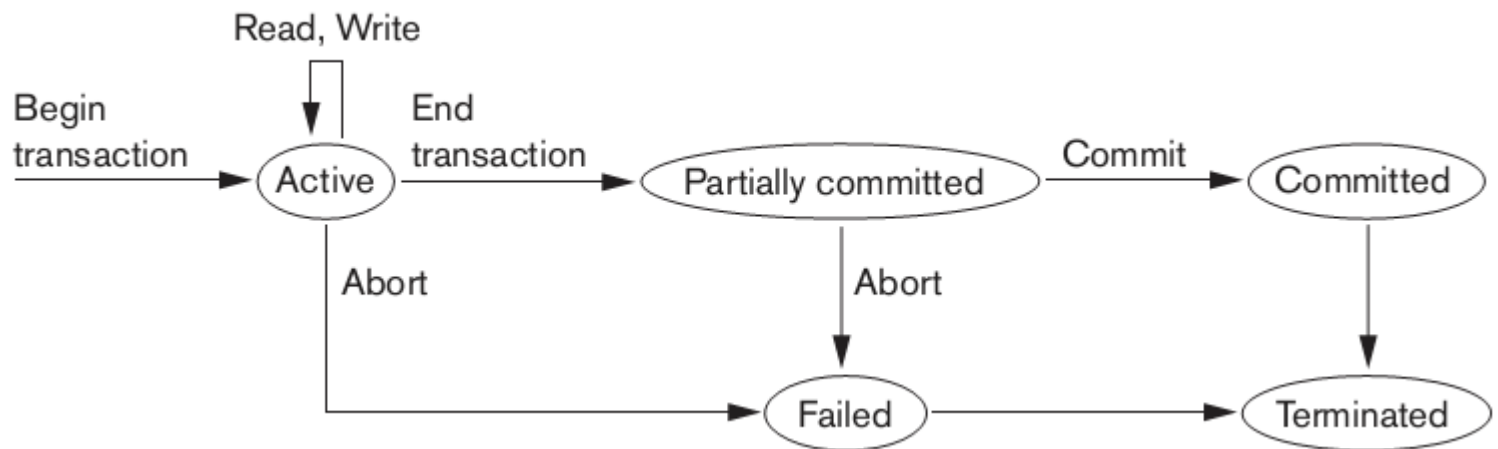 Read, Write
Begin
transaction
End
transaction
Active
Partially committed
Commit
Committed
Abort
Abort
Failed
Terminated